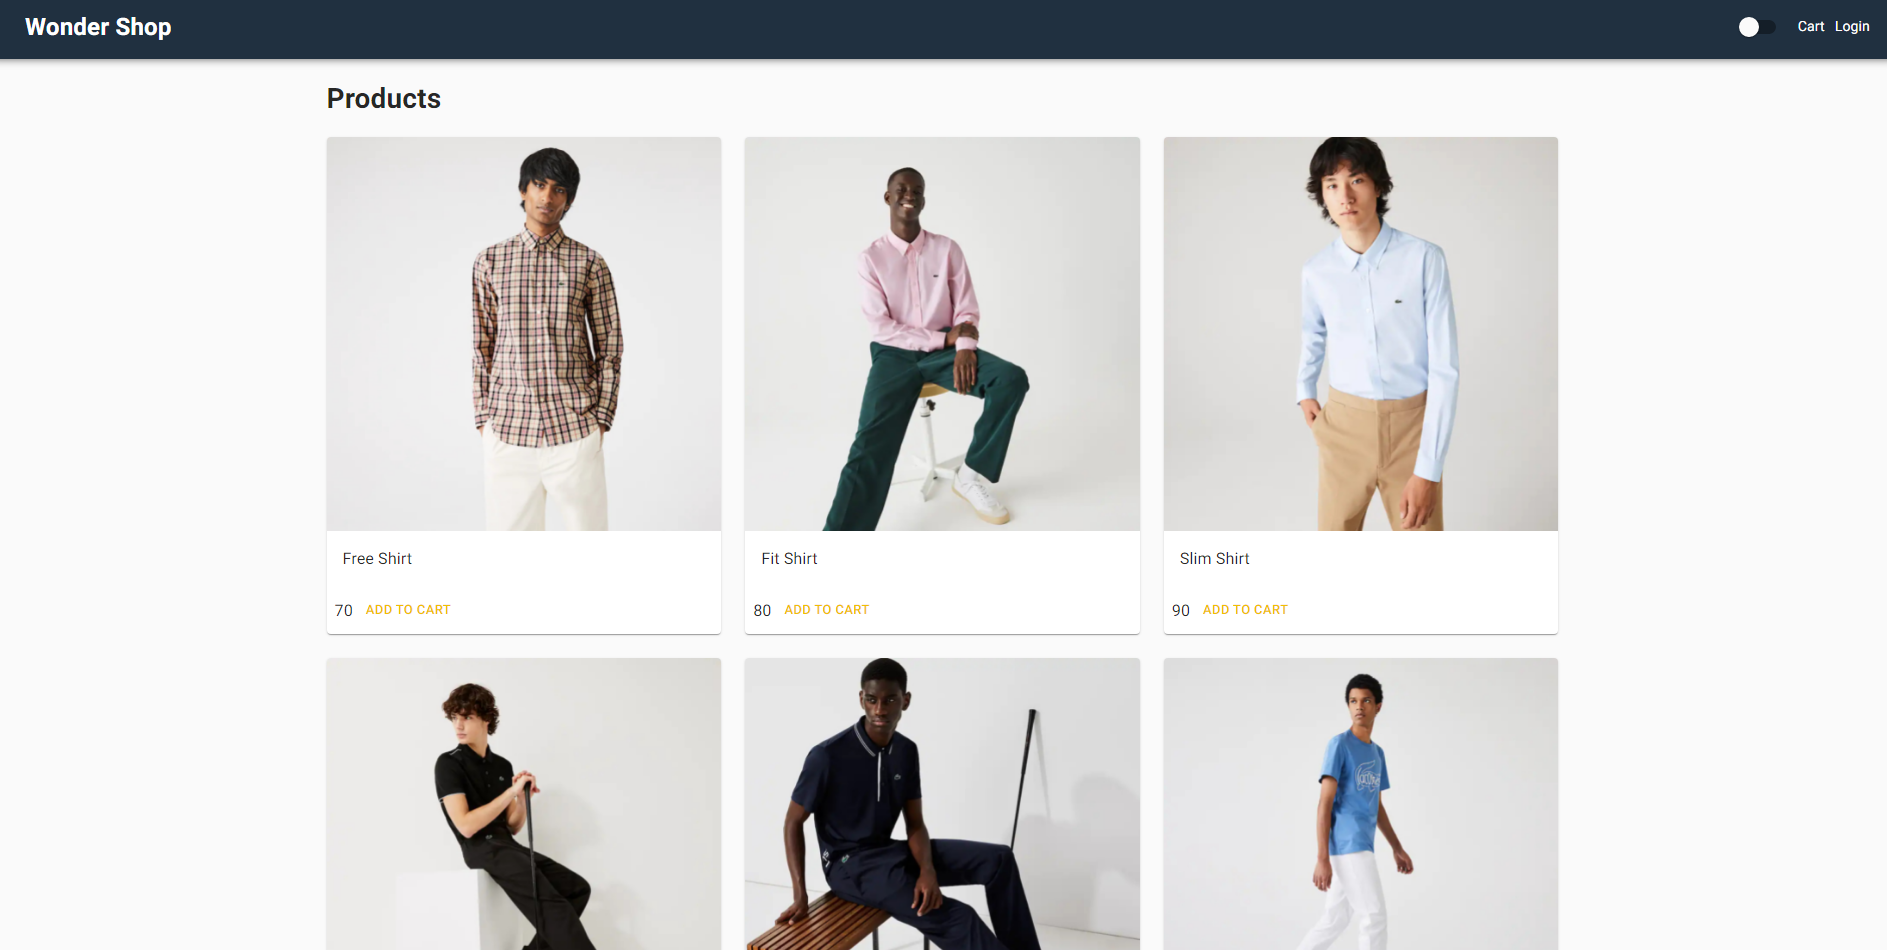 Wonder Shop
Cart Login
Products
Free Shirt
70 ADD TO CART
Fit Shirt
80 ADD TO CART
Slim Shirt
90 ADD TO CART